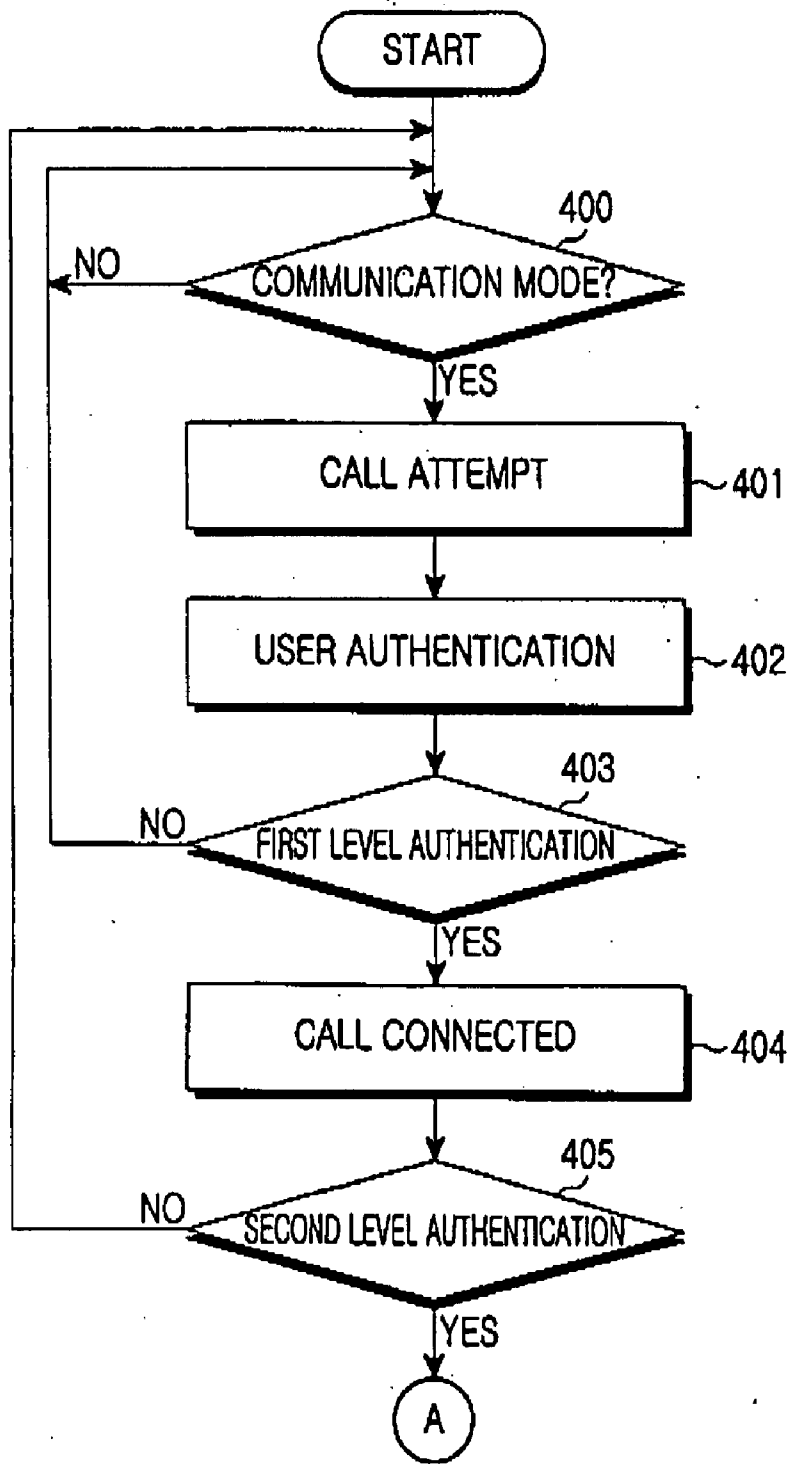 START
400
NO
COMMUNICATION MODE?
YES
CALL ATTEMPT
401
USER AUTHENTICATION
402
403
NO
FIRST LEVEL AUTHENTICATION
YES
CALL CONNECTED
404
405
NO
SECOND LEVEL AUTHENTICATION
YES
A